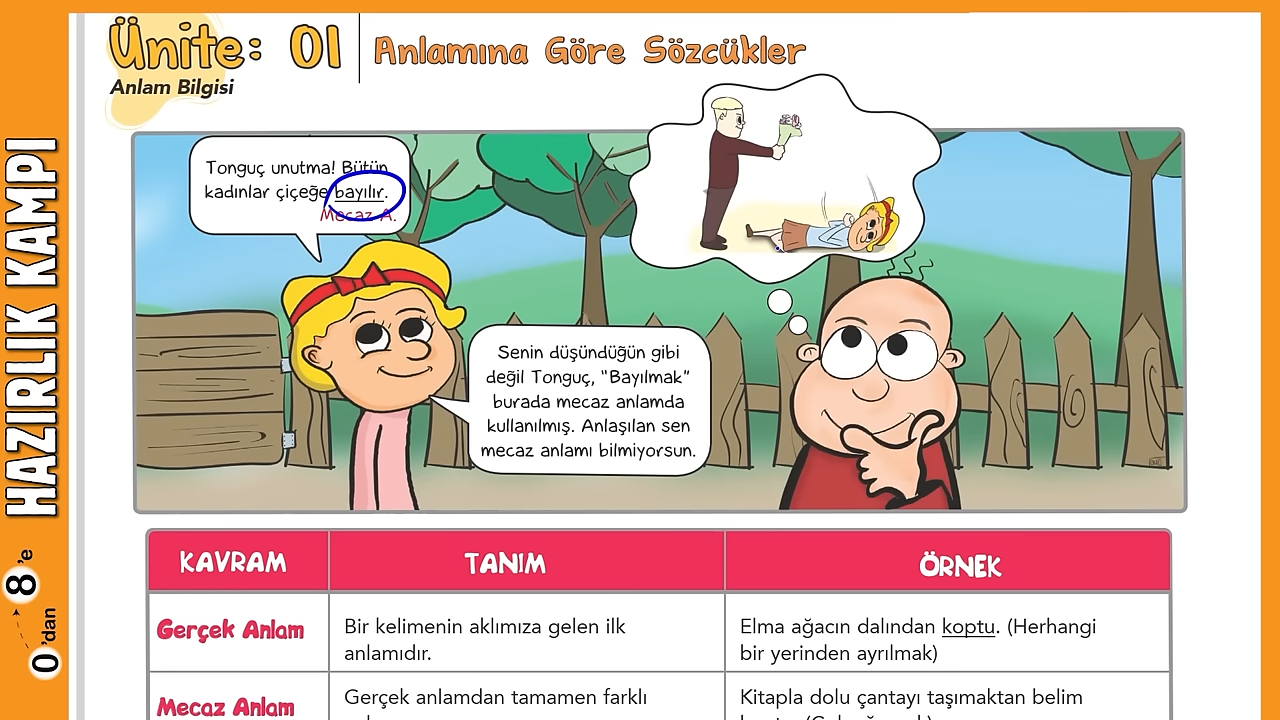 Ünite: 01
Anlam Bilgisi
Anlamına Göre Sözcükler
HAZIRLIK KAMPI
0'dan 8'e
Tonguç unutma! Bütün
kadınlar çiçeğe bayılır.
Mecaz A.
Senin düşündüğün gibi
değil Tonguç, “Bayılmak”
burada mecaz anlamda
kullanılmış. Anlaşılan sen
mecaz anlamı bilmiyorsun.
KAVRAM TANIM ÖRNEK
Gerçek Anlam
Bir kelimenin aklımıza gelen ilk
anlamıdır.
Elma ağacın dalından koptu. (Herhangi
bir yerinden ayrılmak)
Mecaz Anlam
Gerçek anlamdan tamamen farklı
Kitapla dolu çantayı taşımaktan belim